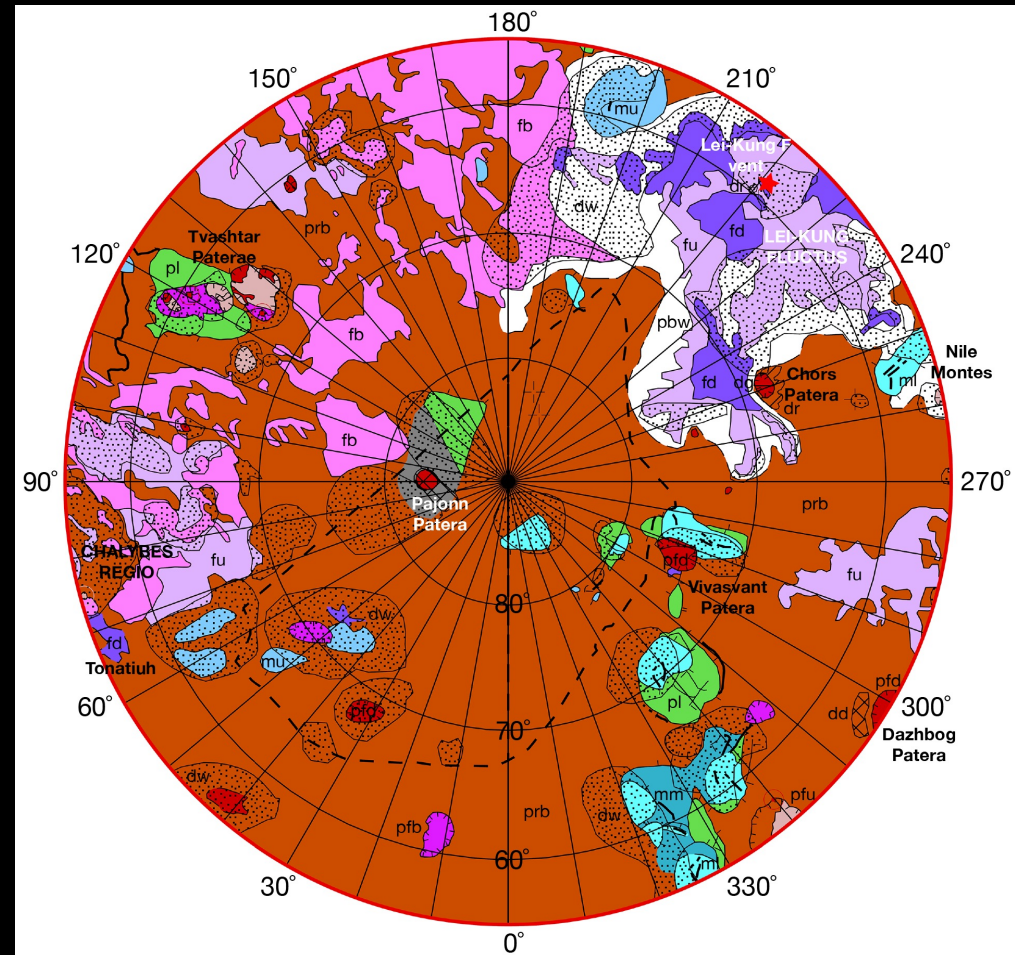 180°
150°
210°
mu
fb
Lei-Kung F
vent
dr
dw
prb
Tvashtar
Paterae
120°
fd
LEI-KUNG
FLUCTUS
240°
fu
pl
pbw
fb
Nile
Montes
fd
dg
Chors
Patera
ml
dr
fb
90°
270°
Pajonn
Patera
prb
CHALYBES
REGIO
fu
pfd
fu
Vivasvant
Patera
80°
dw
fd
mu
Tonatiuh
60°
pfd
pl
pfd
dd
300°
70°
Dazhbog
Patera
dw
mm
pfu
prb
dw
pfb
60°
ml
30°
330°
0°